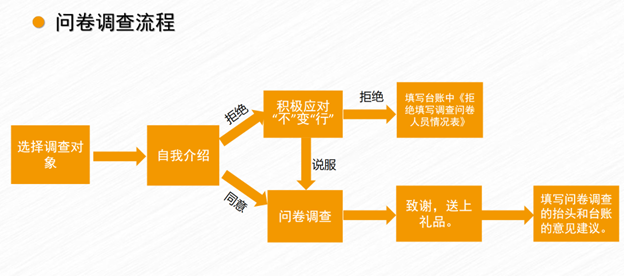 问卷调查流程
选择调查对
象
自我介绍
拒绝
积极应对
“不”变“行”
拒绝
填写台账中《拒
绝填写调查问卷
人员情况表》
说服
同意
问卷调查
致谢，送上
礼品。
填写问卷调查
的抬头和台账
的意见建议。